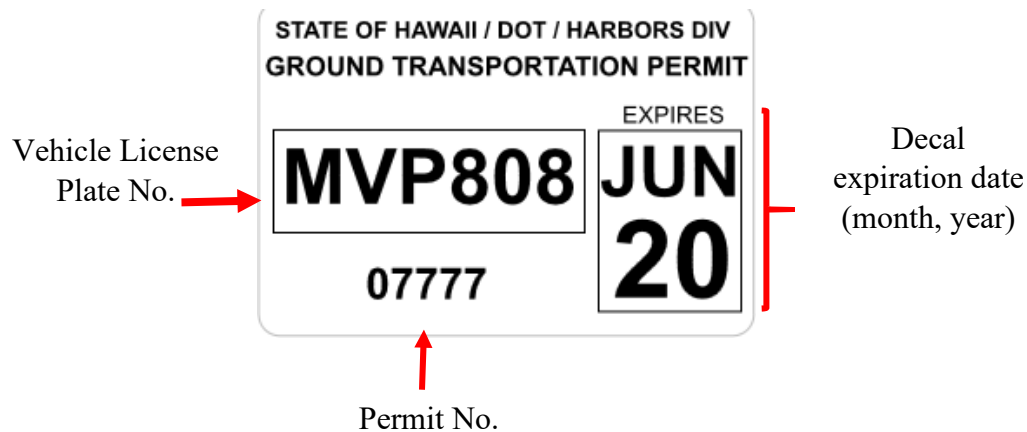 STATE OF HAWAII / DOT / HARBORS DIV
GROUND TRANSPORTATION PERMIT
Vehicle License
Plate No.
MVP808
07777
EXPIRES
JUN
20
Decal
expiration date
(month, year)
Permit No.